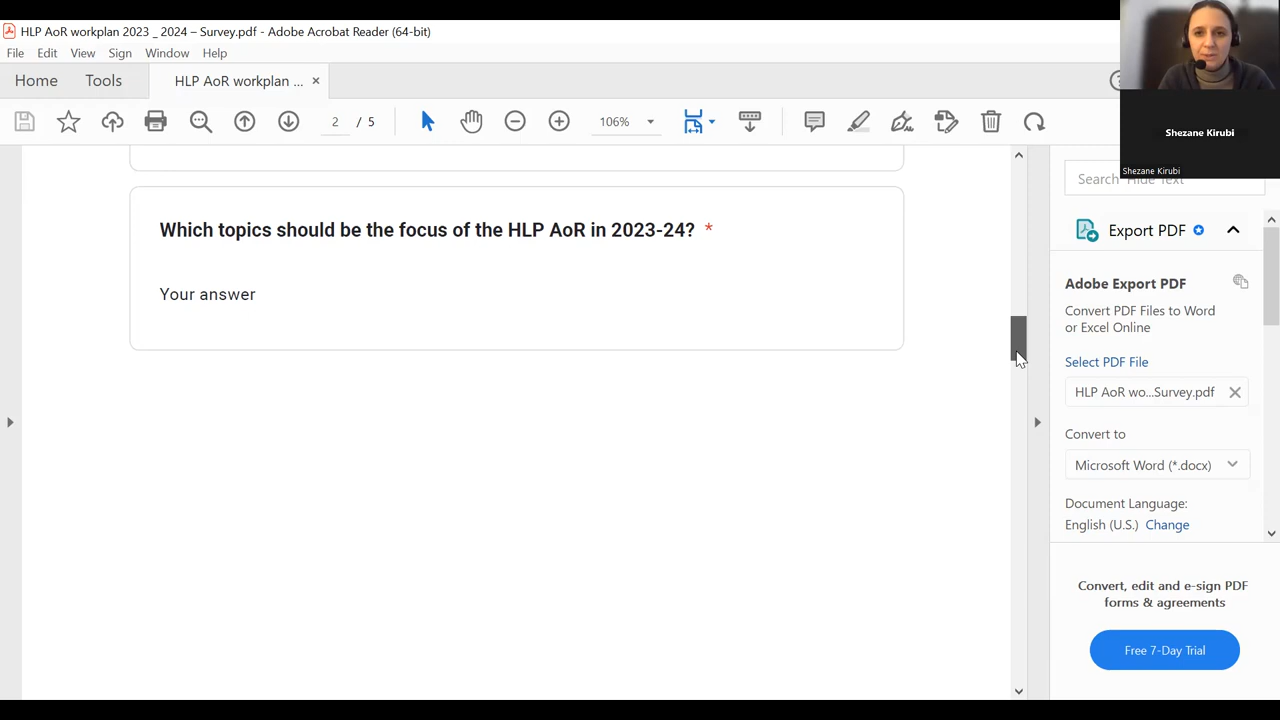 HLP AoR workplan 2023 _ 2024 – Survey.pdf - Adobe Acrobat Reader (64-bit)
File Edit View Sign Window Help
Home Tools HLP AoR workplan ... ×
2 / 5 106%
Shezane Kirubi
Shezane Kirubi
Which topics should be the focus of the HLP AoR in 2023-24? *
Your answer
Search 'Hide Text'
Export PDF
Adobe Export PDF
Convert PDF Files to Word
or Excel Online
Select PDF File
HLP AoR wo...Survey.pdf
Convert to
Microsoft Word (*.docx)
Document Language:
English (U.S.) Change
Convert, edit and e-sign PDF
forms & agreements
Free 7-Day Trial